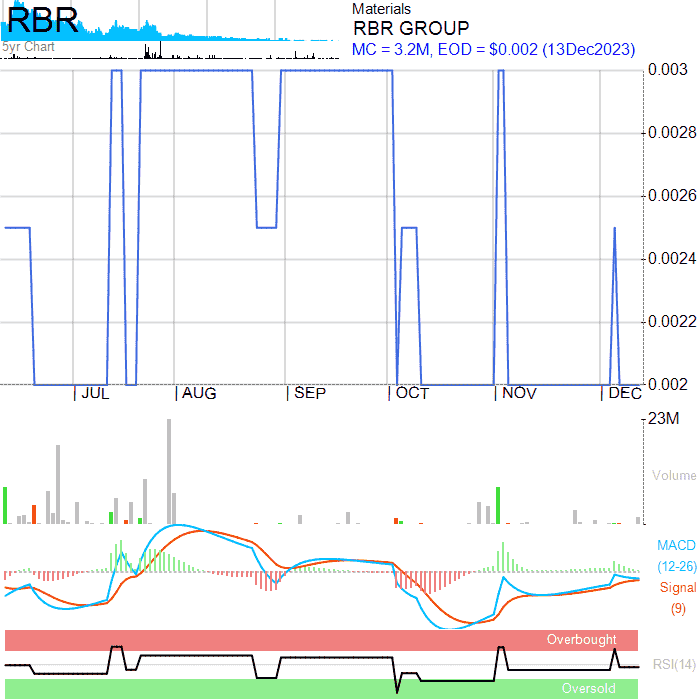 RBR
5yr Chart
Materials
RBR GROUP
MC = 3.2M, EOD = $0.002 (13Dec2023)
0.003
0.0028
0.0026
0.0024
0.0022
0.002
JUL AUG SEP OCT NOV DEC
23M
Volume
MACD
(12-26)
Signal
(9)
Overbought
RSI(14)
Oversold